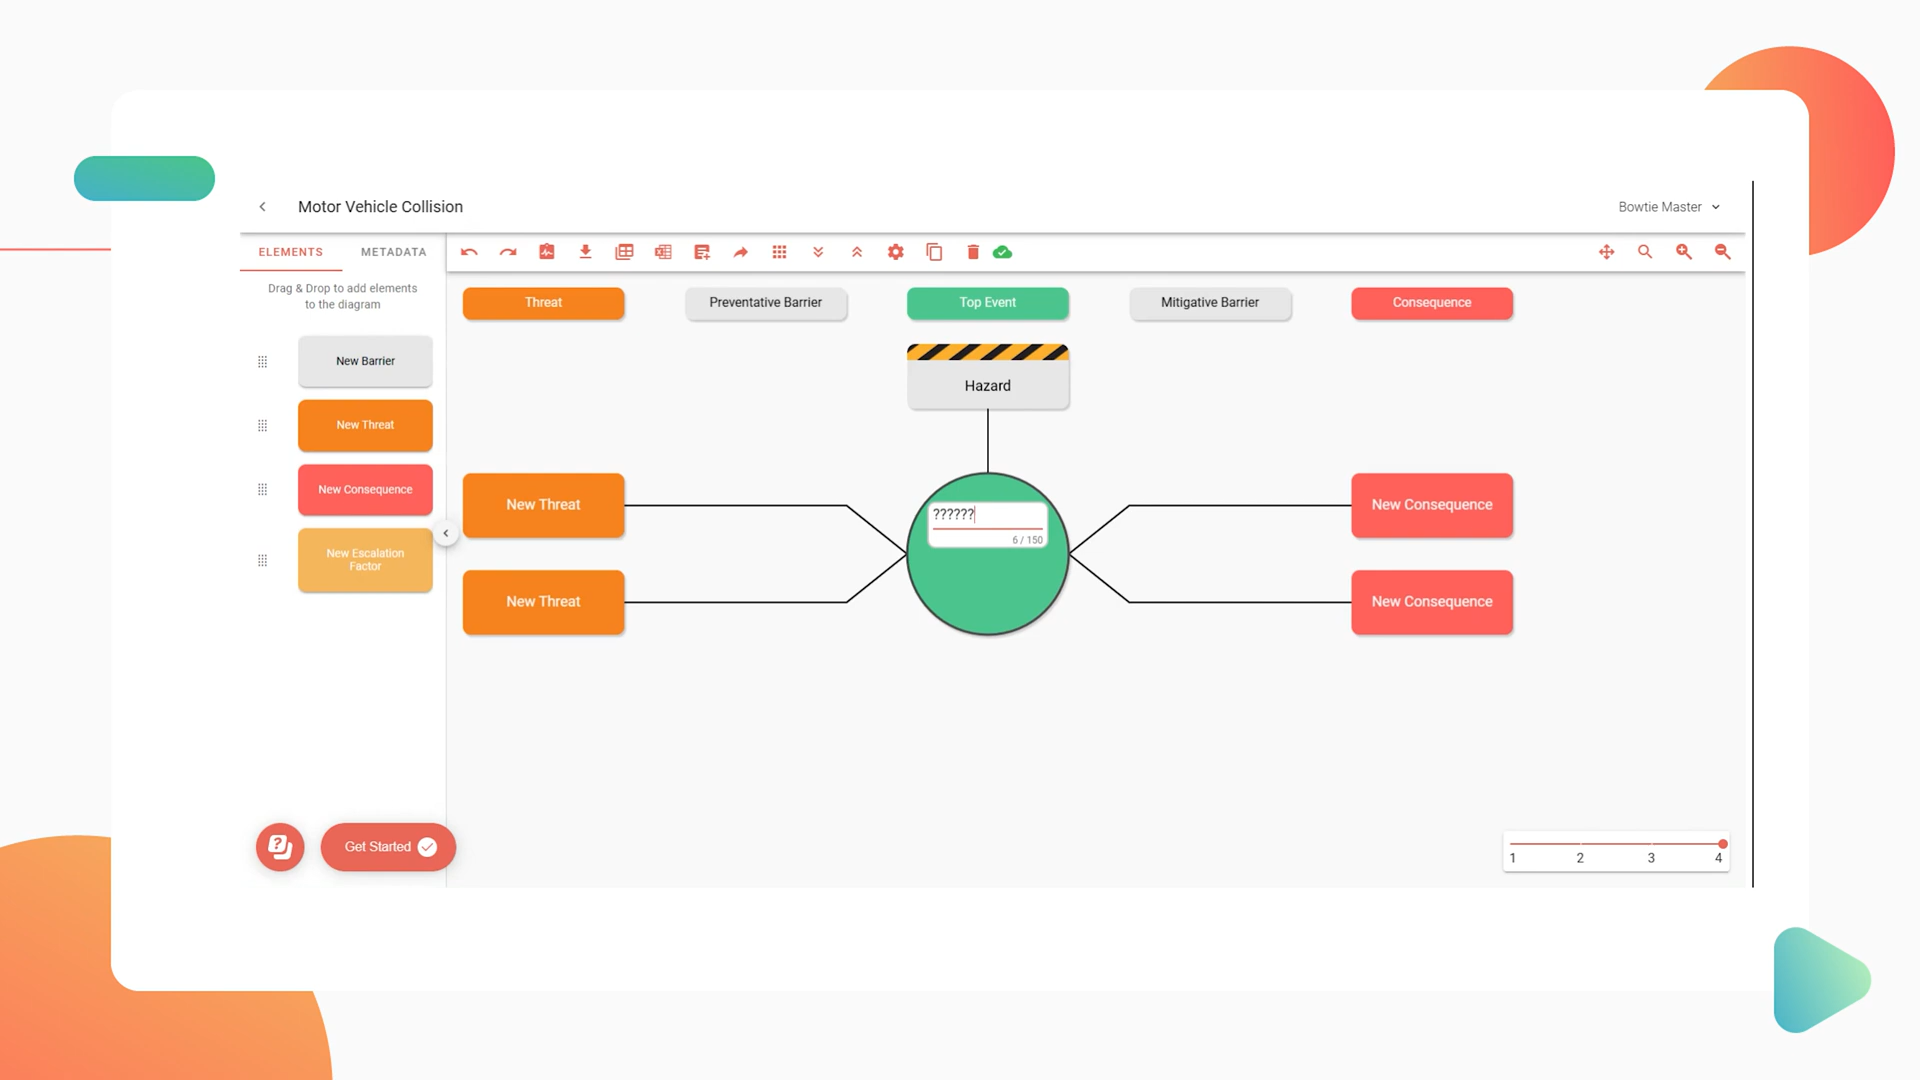 Motor Vehicle Collision
Bowtie Master
ELEMENTS
METADATA
Drag & Drop to add elements
to the diagram
New Barrier
New Threat
New Consequence
New Escalation
Factor
Threat
Preventative Barrier
Top Event
Mitigative Barrier
Consequence
Hazard
New Threat
??????
6 / 150
New Consequence
New Threat
New Consequence
? Get Started
1 2 3 4